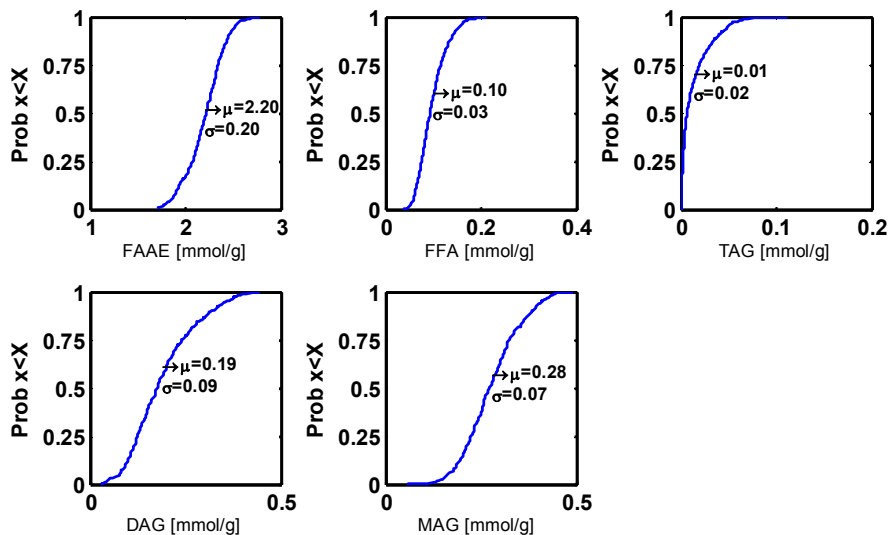 Prob x<X
1
0.75
0.5
0.25
0
1
2
3
μ=2.20
σ=0.20
FAAE [mmol/g]
Prob x<X
1
0.75
0.5
0.25
0
0
0.2
0.4
μ=0.10
σ=0.03
FFA [mmol/g]
Prob x<X
1
0.75
0.5
0.25
0
0
0.1
0.2
μ=0.01
σ=0.02
TAG [mmol/g]
Prob x<X
1
0.75
0.5
0.25
0
0
0.5
μ=0.19
σ=0.09
DAG [mmol/g]
Prob x<X
1
0.75
0.5
0.25
0
0
0.5
μ=0.28
σ=0.07
MAG [mmol/g]